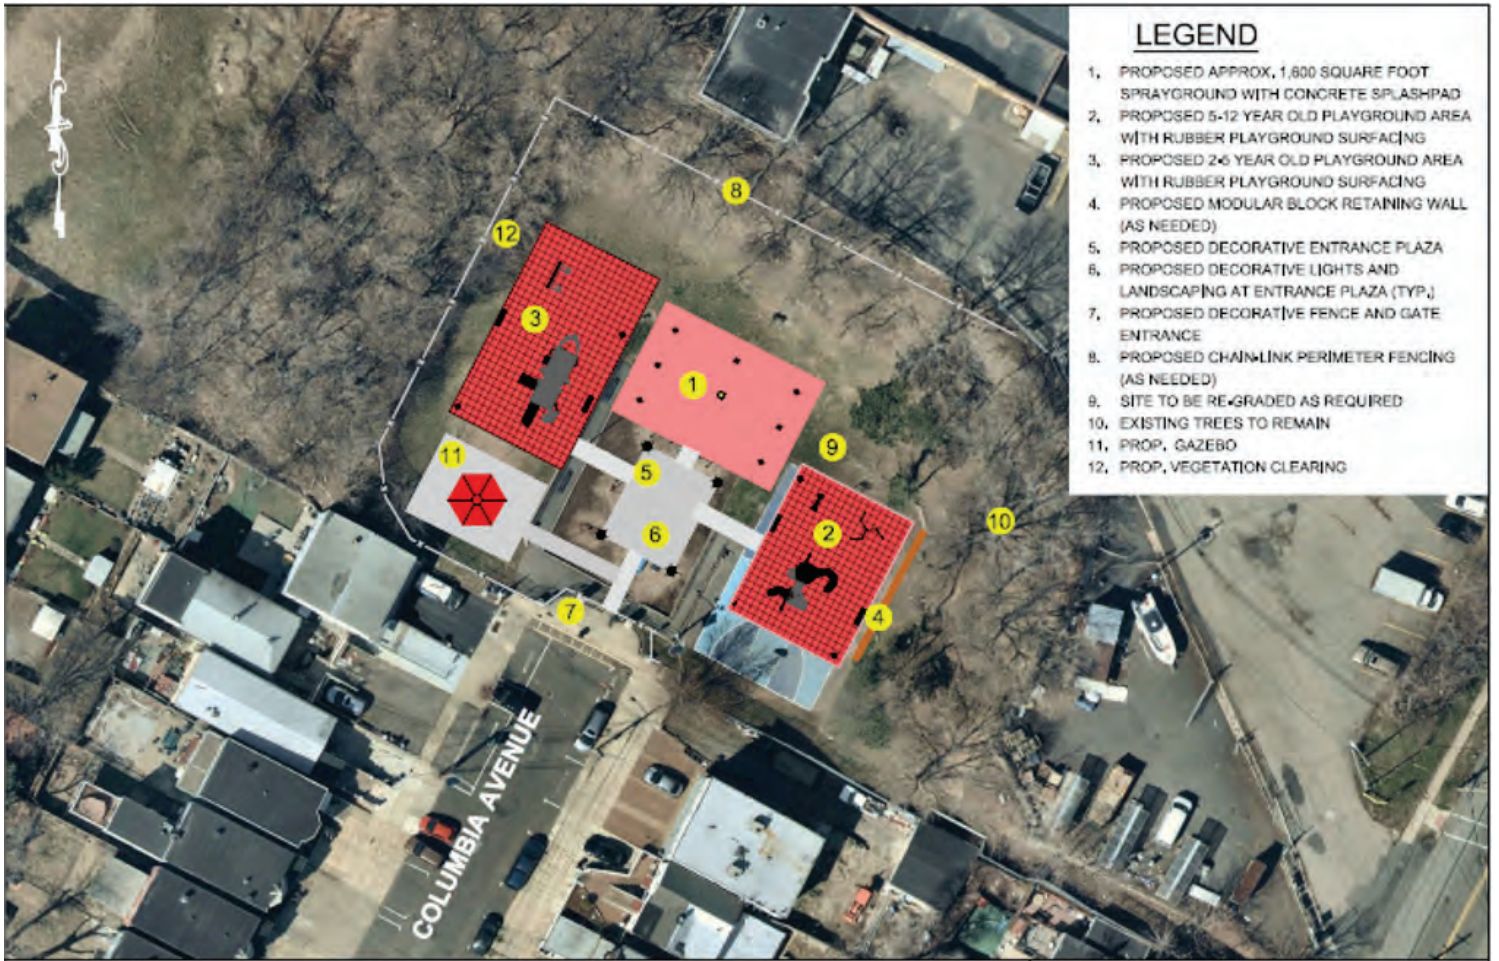 LEGEND
1. PROPOSED APPROX. 1,600 SQUARE FOOT
SPRAYGROUND WITH CONCRETE SPLASHPAD
2. PROPOSED 5-12 YEAR OLD PLAYGROUND AREA
WITH RUBBER PLAYGROUND SURFACING
3. PROPOSED 2-5 YEAR OLD PLAYGROUND AREA
WITH RUBBER PLAYGROUND SURFACING
4. PROPOSED MODULAR BLOCK RETAINING WALL
(AS NEEDED)
5. PROPOSED DECORATIVE ENTRANCE PLAZA
6. PROPOSED DECORATIVE LIGHTS AND
LANDSCAPING AT ENTRANCE PLAZA (TYP.)
7. PROPOSED DECORATIVE FENCE AND GATE
ENTRANCE
8. PROPOSED CHAIN-LINK PERIMETER FENCING
(AS NEEDED)
9. SITE TO BE RE-GRADED AS REQUIRED
10. EXISTING TREES TO REMAIN
11. PROP. GAZEBO
12. PROP. VEGETATION CLEARING
8
12
3
1
9
11
5
10
6
2
7
4
COLUMBIA AVENUE